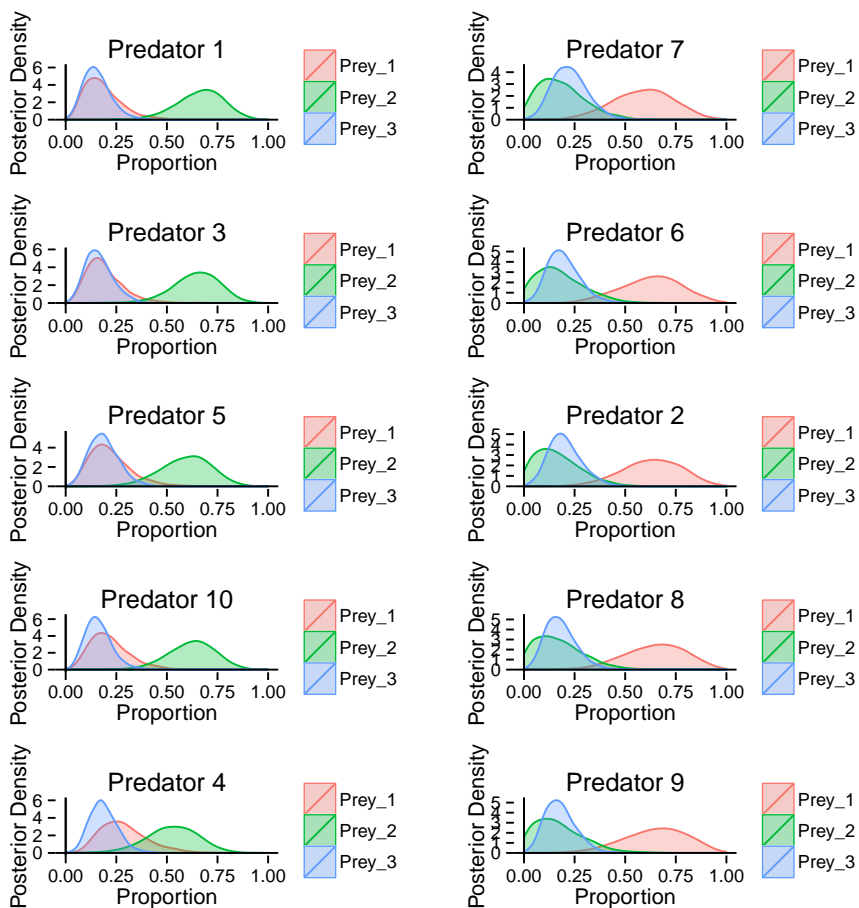 Predator 1
Posterior Density
6
4
2
0
0.00 0.25 0.50 0.75 1.00
Proportion
Prey_1
Prey_2
Prey_3
Predator 7
Posterior Density
4
3
2
1
0
0.00 0.25 0.50 0.75 1.00
Proportion
Prey_1
Prey_2
Prey_3
Predator 3
Posterior Density
6
4
2
0
0.00 0.25 0.50 0.75 1.00
Proportion
Prey_1
Prey_2
Prey_3
Predator 6
Posterior Density
5
4
3
2
1
0
0.00 0.25 0.50 0.75 1.00
Proportion
Prey_1
Prey_2
Prey_3
Predator 5
Posterior Density
4
2
0
0.00 0.25 0.50 0.75 1.00
Proportion
Prey_1
Prey_2
Prey_3
Predator 2
Posterior Density
5
4
3
2
1
0
0.00 0.25 0.50 0.75 1.00
Proportion
Prey_1
Prey_2
Prey_3
Predator 10
Posterior Density
6
4
2
0
0.00 0.25 0.50 0.75 1.00
Proportion
Prey_1
Prey_2
Prey_3
Predator 8
Posterior Density
5
4
3
2
1
0
0.00 0.25 0.50 0.75 1.00
Proportion
Prey_1
Prey_2
Prey_3
Predator 4
Posterior Density
6
4
2
0
0.00 0.25 0.50 0.75 1.00
Proportion
Prey_1
Prey_2
Prey_3
Predator 9
Posterior Density
5
4
3
2
1
0
0.00 0.25 0.50 0.75 1.00
Proportion
Prey_1
Prey_2
Prey_3